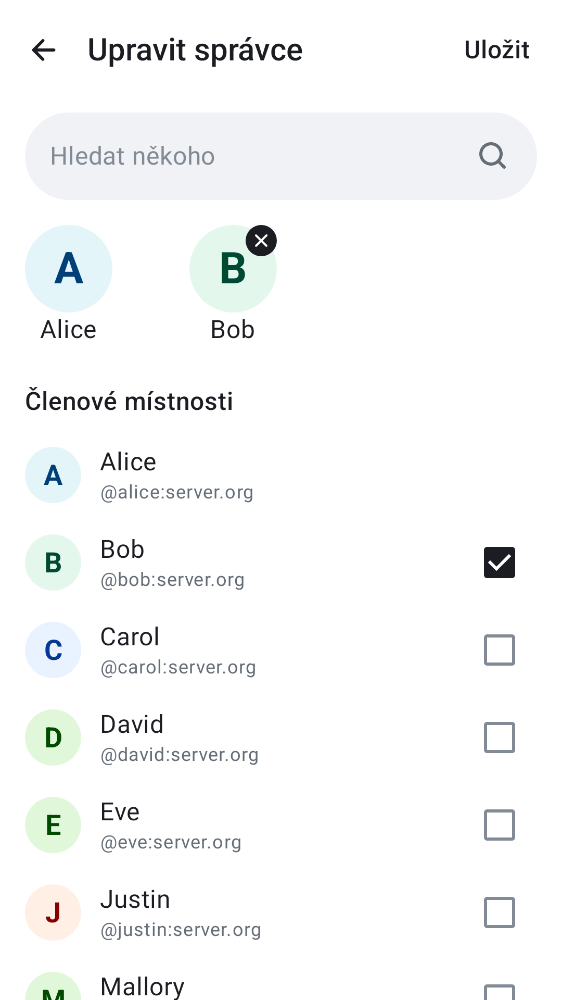 Upravit správce
Uložit
Hledat někoho
A
B
Alice
Bob
Členové místnosti
A
Alice
@alice:server.org
B
Bob
@bob:server.org
C
Carol
@carol:server.org
D
David
@david:server.org
E
Eve
@eve:server.org
J
Justin
@justin:server.org
M
Mallory